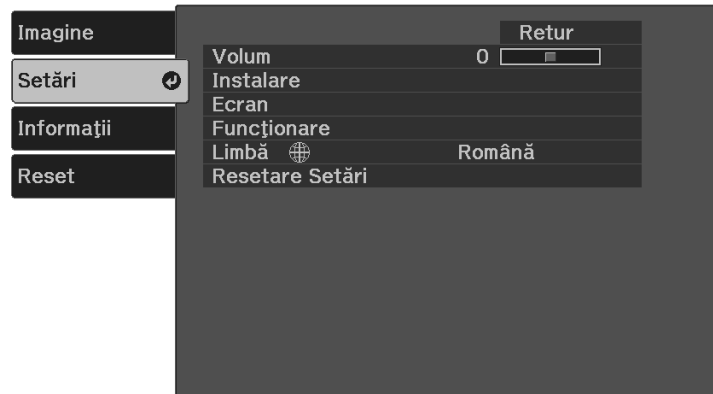 Imagine
Setări
Informaţii
Reset
Retur
Volum 0
Instalare
Ecran
Funcţionare
Limbă Română
Resetare Setări